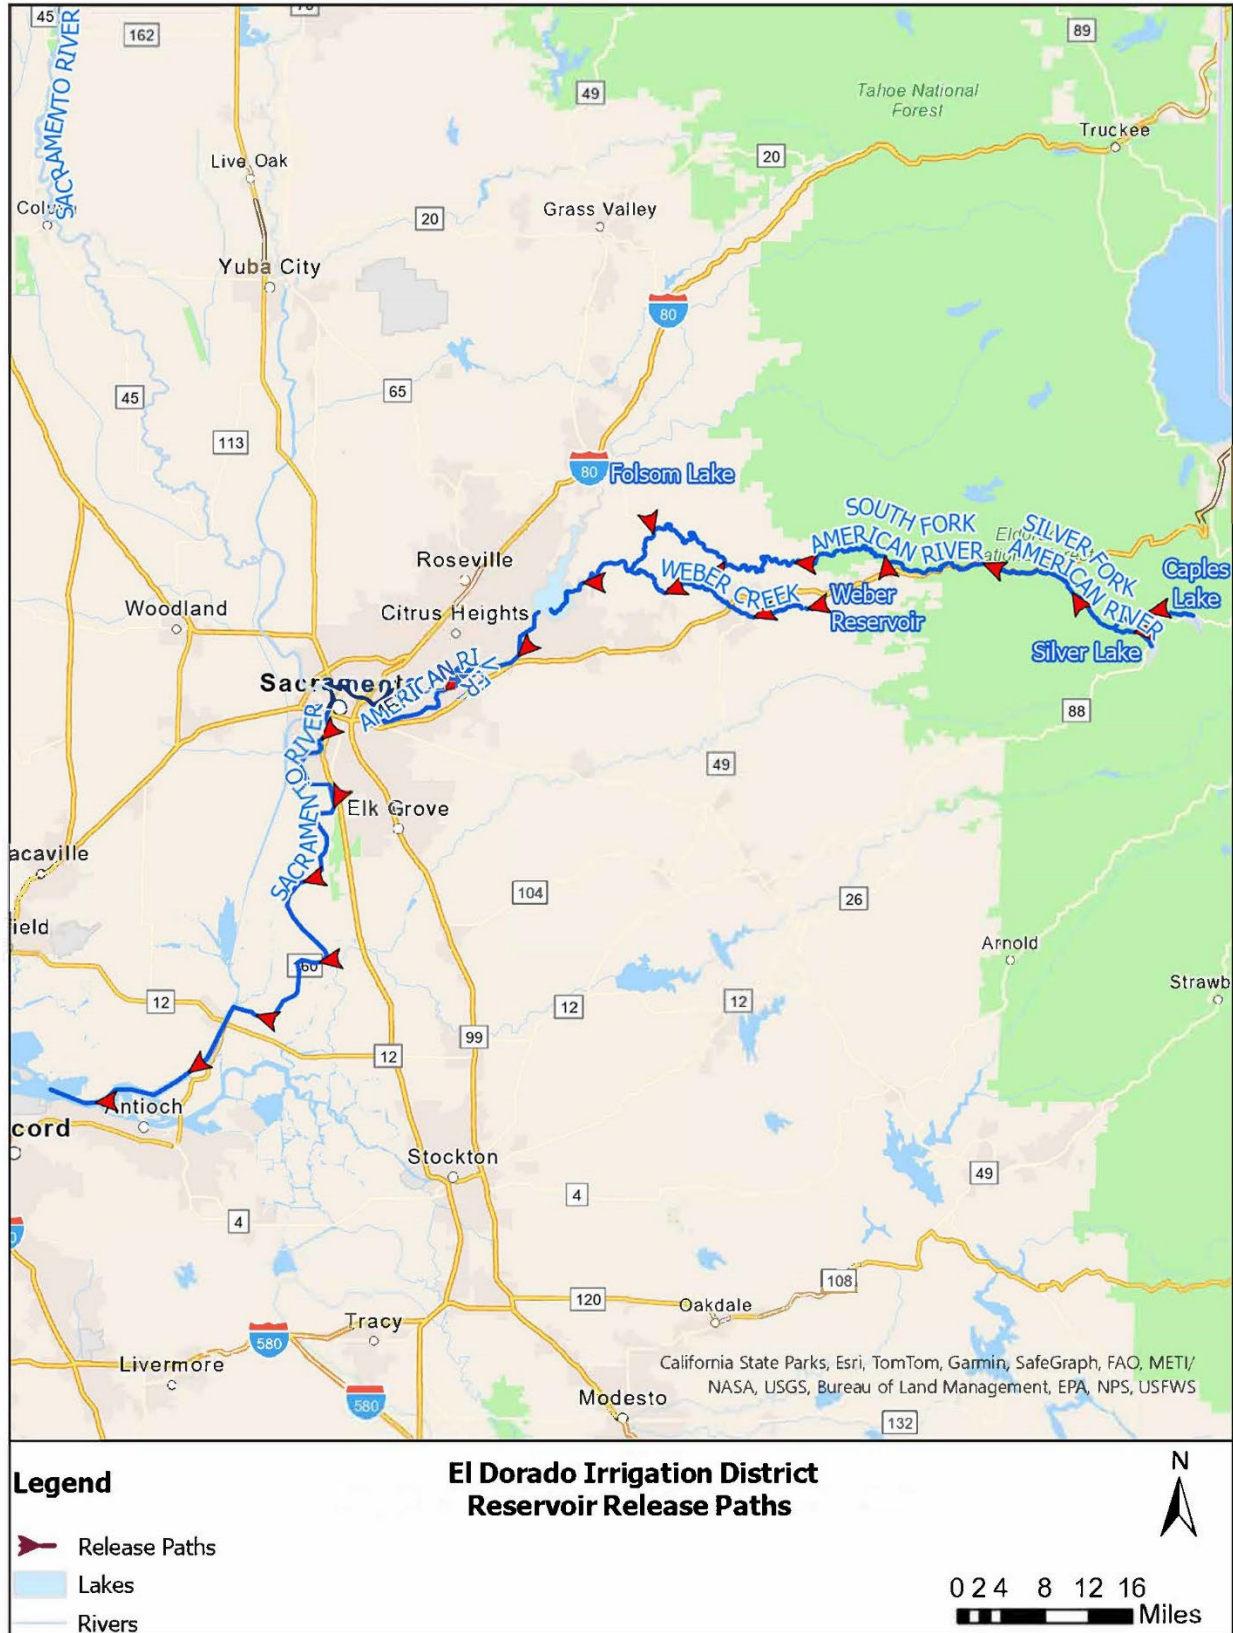 45
70
162
89
SACRAMENTO RIVER
49
Tahoe National
Forest
Truckee
20
Live Oak
Grass Valley
20
Yuba City
80
45
65
113
80
Folsom Lake
SOUTH FORK
AMERICAN RIVER
SILVER FORK
AMERICAN RIVER
Roseville
WEBER CREEK
Weber
Reservoir
Caples
Lake
Woodland
Citrus Heights
Silver Lake
Sacrament
AMERICAN RIVER
88
49
SACRAMENTO RIVER
Elk Grove
acaville
104
26
ield
Arnold
Strawb
12
12
12
99
12
Antioch
cord
Stockton
49
4
4
108
120
Oakdale
Tracy
580
Livermore
California State Parks, Esri, TomTom, Garmin, SafeGraph, FAO, METI/
NASA, USGS, Bureau of Land Management, EPA, NPS, USFWS
580
Modesto
132
Legend
El Dorado Irrigation District
Reservoir Release Paths
N
Release Paths
Lakes
Rivers
0 2 4 8 12 16
Miles